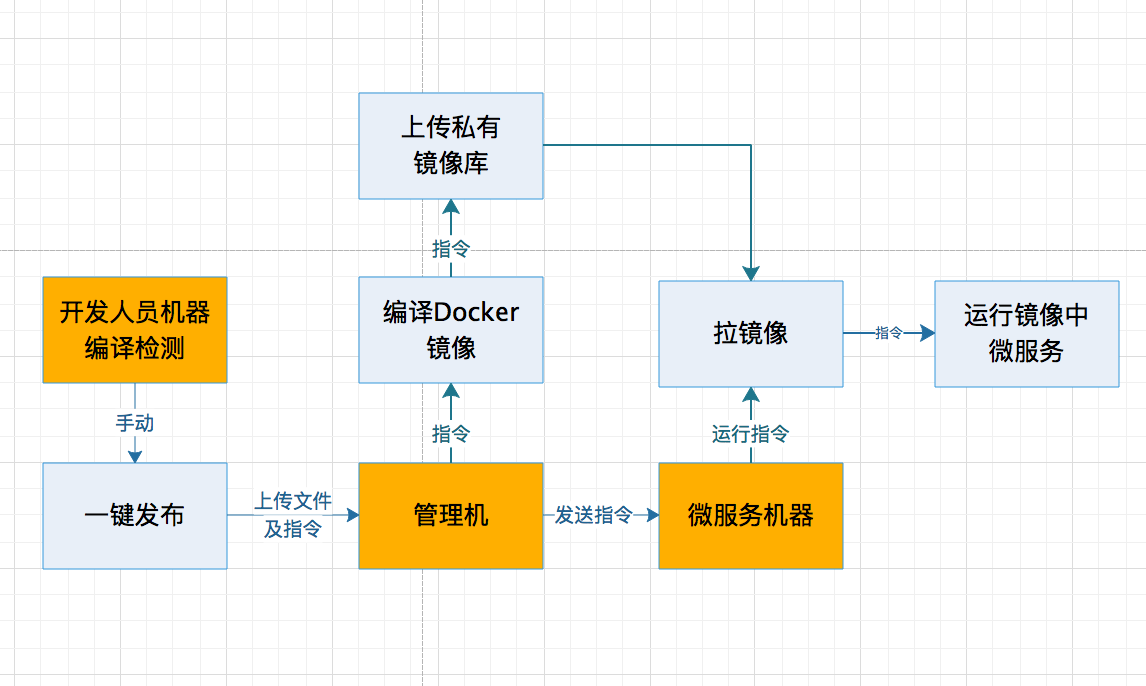 上传私有
镜像库
指令
开发人员机器
编译检测
编译Docker
镜像
拉镜像
指令
运行镜像中
微服务
手动
指令
运行指令
一键发布
上传文件
及指令
管理机
发送指令
微服务机器